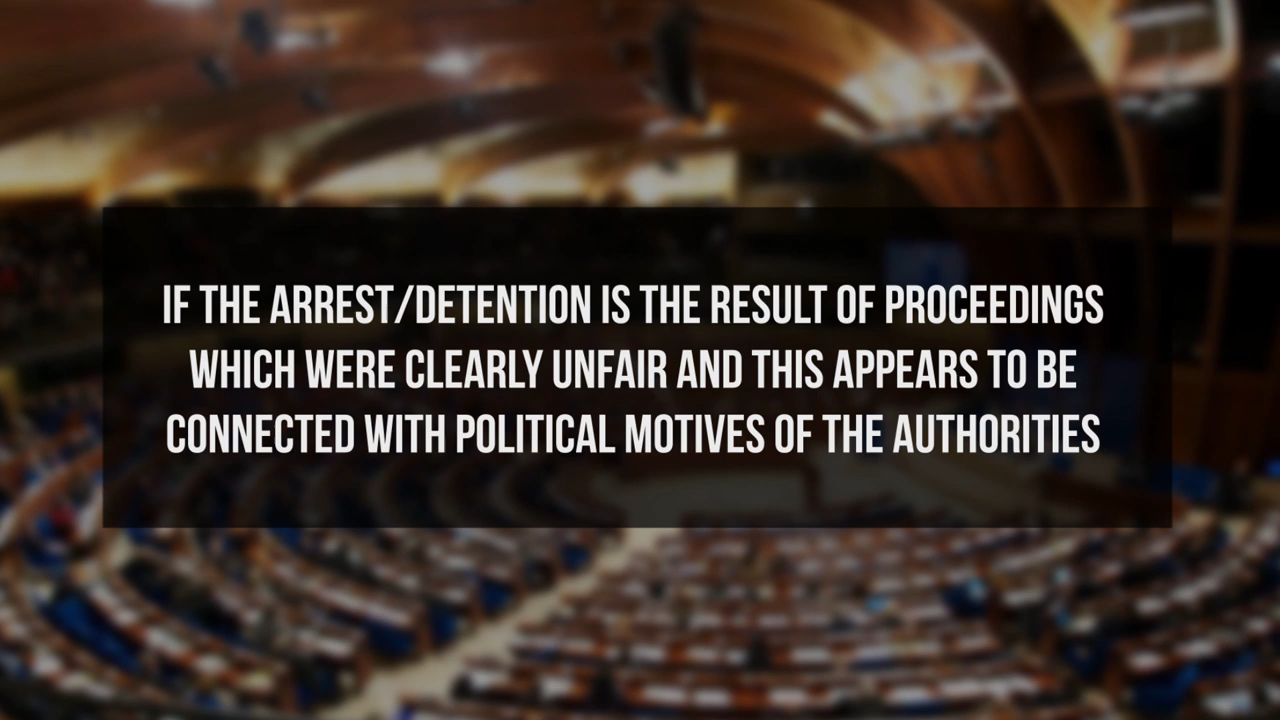 IF THE ARREST/DETENTION IS THE RESULT OF PROCEEDINGS
WHICH WERE CLEARLY UNFAIR AND THIS APPEARS TO BE
CONNECTED WITH POLITICAL MOTIVES OF THE AUTHORITIES